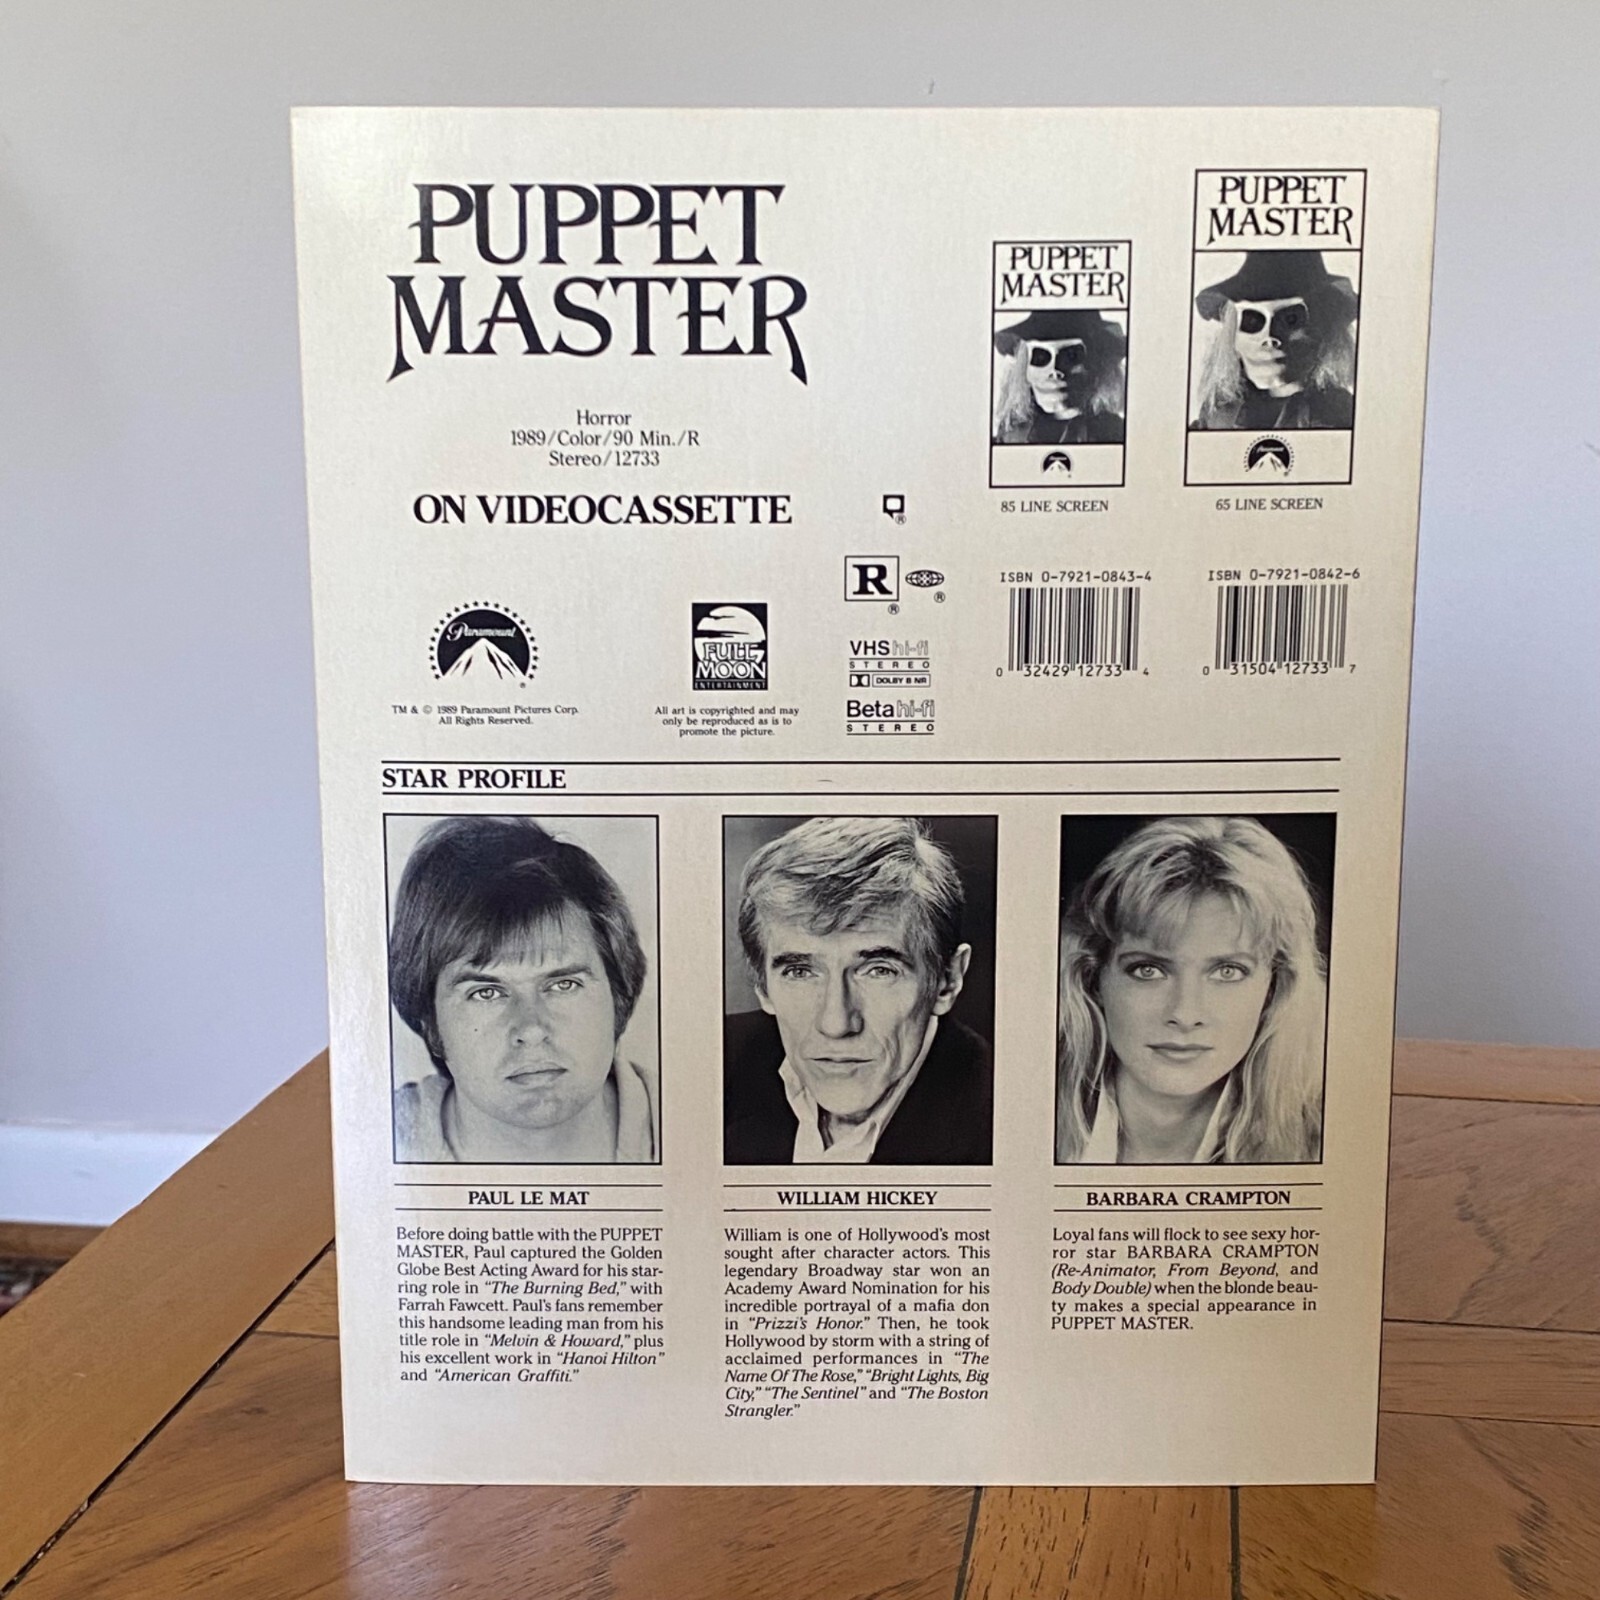 PUPPET
MASTER
Horror
1989/Color/90 Min./R
Stereo/12733
ON VIDEOCASSETTE
PUPPET
MASTER
Paramount
85 LINE SCREEN
PUPPET
MASTER
Paramount
65 LINE SCREEN
R
®
®
®
VHS hi-fi
STEREO
DOLBY B NR
Beta hi-fi
STEREO
ISBN 0-7921-0843-4
0 32429 12733 4
ISBN 0-7921-0842-6
0 31504 12733 7
Paramount
®
TM & © 1989 Paramount Pictures Corp.
All Rights Reserved.
FULL
MOON
ENTERTAINMENT
All art is copyrighted and may
only be reproduced as is to
promote the picture.
STAR PROFILE
PAUL LE MAT
Before doing battle with the PUPPET
MASTER, Paul captured the Golden
Globe Best Acting Award for his star-
ring role in "The Burning Bed," with
Farrah Fawcett. Paul's fans remember
this handsome leading man from his
title role in "Melvin & Howard," plus
his excellent work in "Hanoi Hilton"
and "American Graffiti."
WILLIAM HICKEY
William is one of Hollywood's most
sought after character actors. This
legendary Broadway star won an
Academy Award Nomination for his
incredible portrayal of a mafia don
in "Prizzi's Honor." Then, he took
Hollywood by storm with a string of
acclaimed performances in "The
Name Of The Rose," "Bright Lights, Big
City," "The Sentinel" and "The Boston
Strangler."
BARBARA CRAMPTON
Loyal fans will flock to see sexy hor-
ror star BARBARA CRAMPTON
(Re-Animator, From Beyond, and
Body Double) when the blonde beau-
ty makes a special appearance in
PUPPET MASTER.